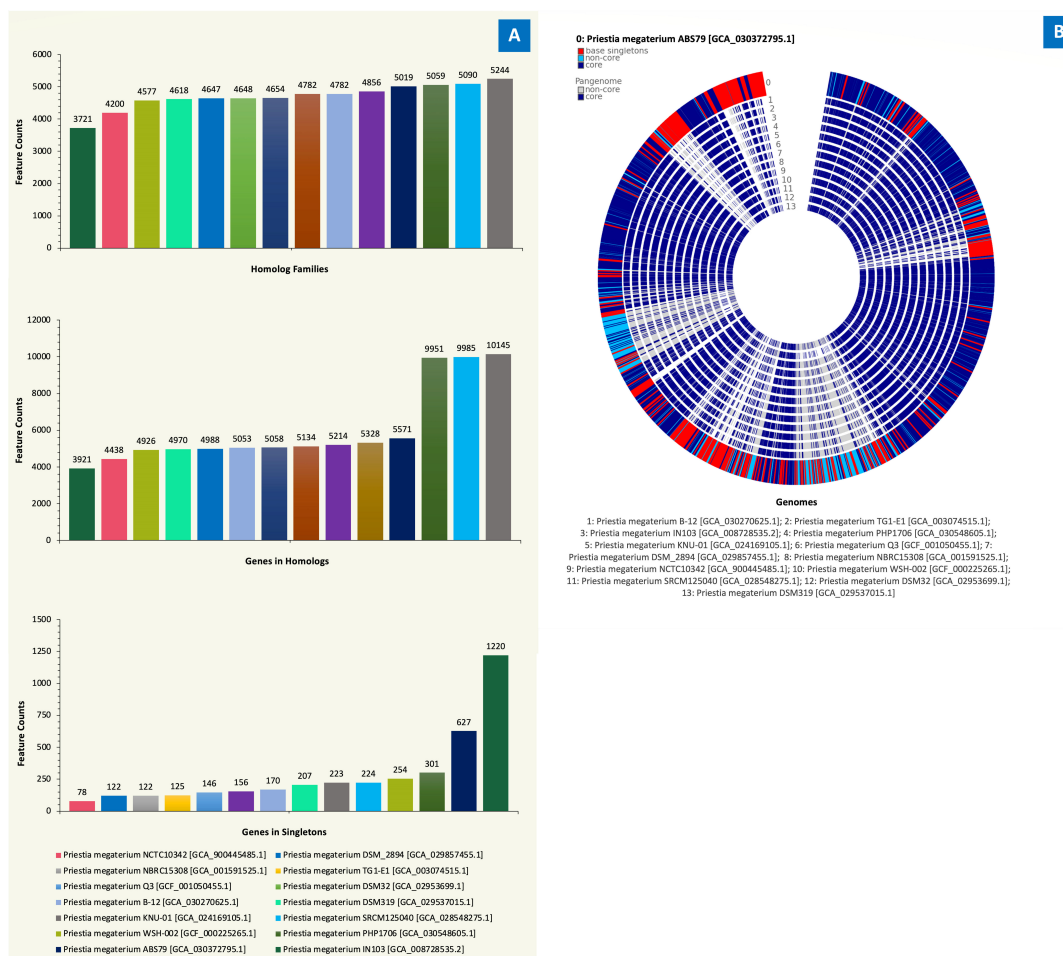 A
6000
5000
4000
3000
2000
1000
0
Feature Counts
3721
4200
4577
4618
4647
4648
4654
4782
4782
4856
5019
5059
5090
5244
Homolog Families
12000
10000
8000
6000
4000
2000
0
Feature Counts
3921
4438
4926
4970
4988
5053
5058
5134
5214
5328
5571
9951
9985
10145
Genes in Homologs
1500
1250
1000
750
500
250
0
Feature Counts
78
122
122
125
146
156
170
207
223
224
254
301
627
1220
Genes in Singletons
Priestia megaterium NCTC10342 [GCA_900445485.1]
Priestia megaterium DSM_2894 [GCA_029857455.1]
Priestia megaterium NBRC15308 [GCA_001591525.1]
Priestia megaterium TG1-E1 [GCA_003074515.1]
Priestia megaterium Q3 [GCF_001050455.1]
Priestia megaterium DSM32 [GCA_02953699.1]
Priestia megaterium B-12 [GCA_030270625.1]
Priestia megaterium DSM319 [GCA_029537015.1]
Priestia megaterium KNU-01 [GCA_024169105.1]
Priestia megaterium SRCM125040 [GCA_028548275.1]
Priestia megaterium WSH-002 [GCF_000225265.1]
Priestia megaterium PHP1706 [GCA_030548605.1]
Priestia megaterium ABS79 [GCA_030372795.1]
Priestia megaterium IN103 [GCA_008728535.2]
B
0: Priestia megaterium ABS79 [GCA_030372795.1]
base singletons
non-core
core
Pangenome
non-core
core
0
1
2
3
4
5
6
7
8
9
10
11
12
13
Genomes
1: Priestia megaterium B-12 [GCA_030270625.1]; 2: Priestia megaterium TG1-E1 [GCA_003074515.1];
3: Priestia megaterium IN103 [GCA_008728535.2]; 4: Priestia megaterium PHP1706 [GCA_030548605.1];
5: Priestia megaterium KNU-01 [GCA_024169105.1]; 6: Priestia megaterium Q3 [GCF_001050455.1]; 7:
Priestia megaterium DSM_2894 [GCA_029857455.1]; 8: Priestia megaterium NBRC15308 [GCA_001591525.1];
9: Priestia megaterium NCTC10342 [GCA_900445485.1]; 10: Priestia megaterium WSH-002 [GCF_000225265.1];
11: Priestia megaterium SRCM125040 [GCA_028548275.1]; 12: Priestia megaterium DSM32 [GCA_02953699.1];
13: Priestia megaterium DSM319 [GCA_029537015.1]